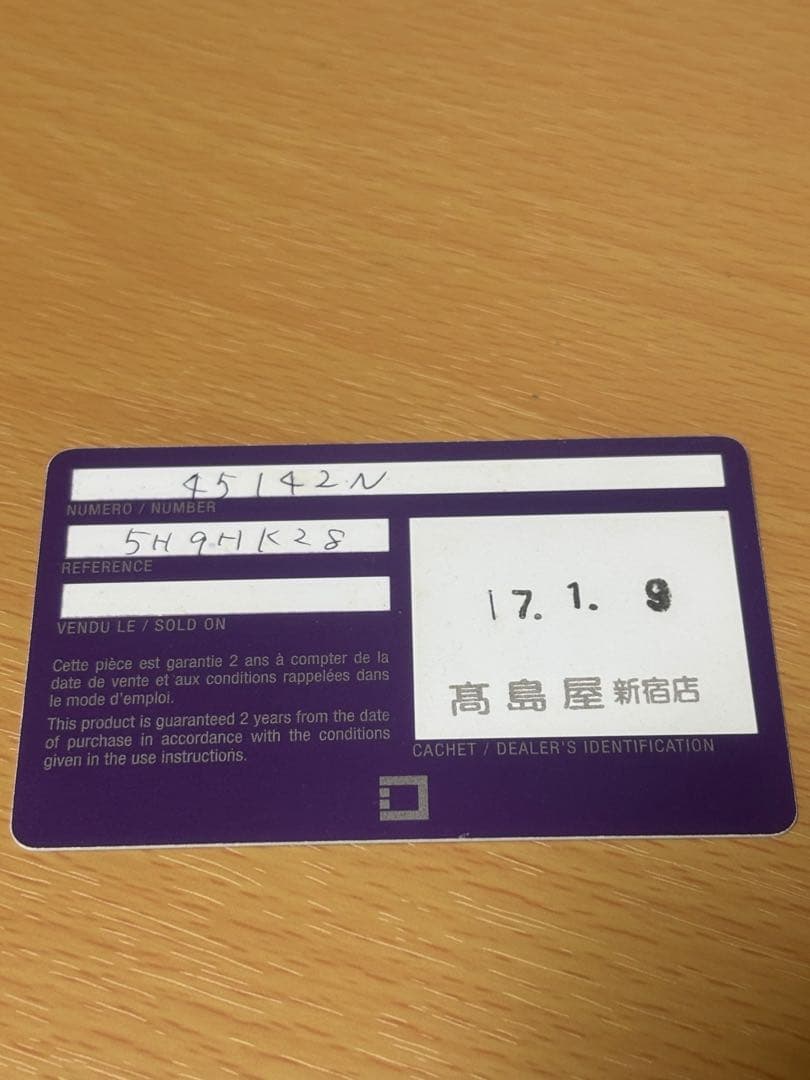 45142N
NUMERO / NUMBER
5H9HK28
REFERENCE
VENDU LE / SOLD ON
Cette pièce est garantie 2 ans à compter de la
date de vente et aux conditions rappelées dans
le mode d'emploi.
This product is guaranteed 2 years from the date
of purchase in accordance with the conditions
given in the use instructions.
17. 1. 9
髙島屋 新宿店
CACHET / DEALER'S IDENTIFICATION